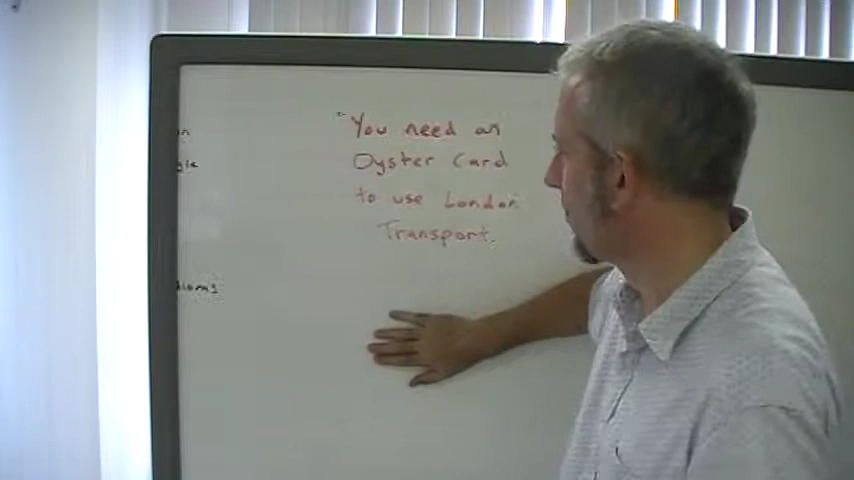 "You need an
Oyster Card
to use London
Transport.